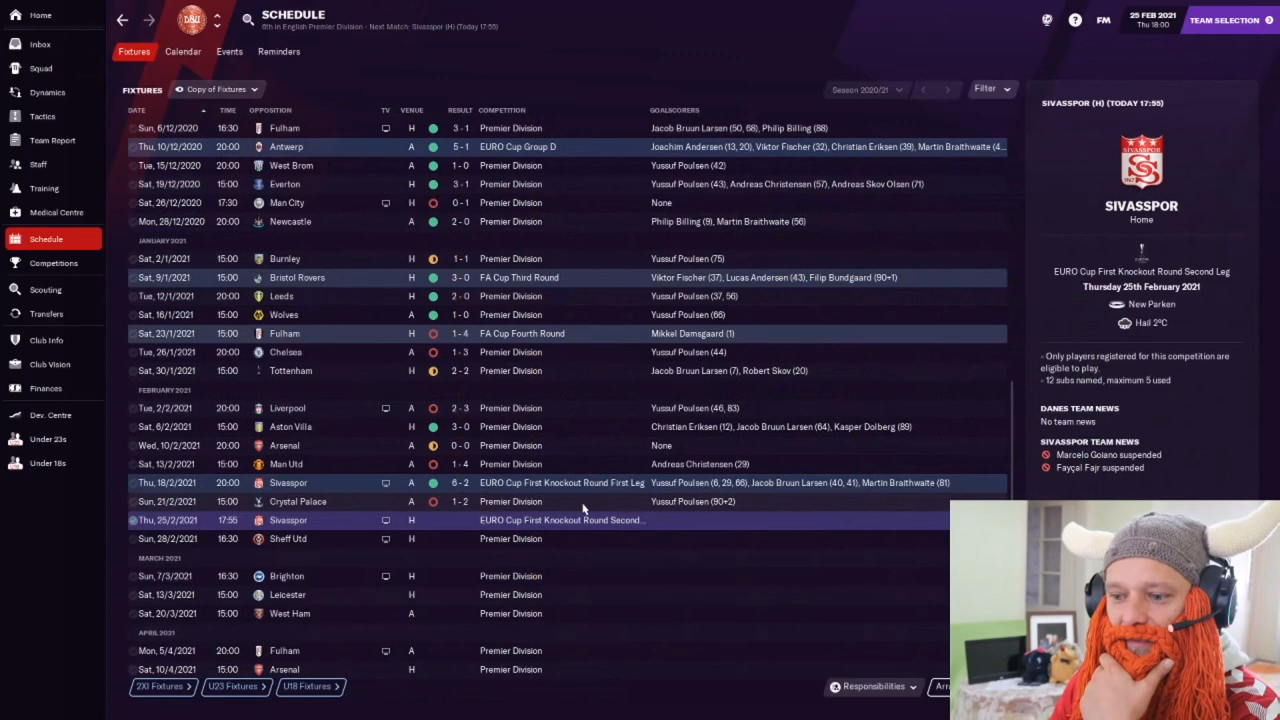 Home
SCHEDULE
6th in English Premier Division - Next Match: Sivasspor (H) (Today 17:55)
DBU
FM
25 FEB 2021
Thu 18:00
TEAM SELECTION
Inbox
Squad
Dynamics
Tactics
Team Report
Staff
Training
Medical Centre
Schedule
Competitions
Scouting
Transfers
Club Info
Club Vision
Finances
Dev. Centre
Under 23s
Under 18s
Fixtures Calendar Events Reminders
FIXTURES Copy of Fixtures Season 2020/21 Filter
DATE TIME OPPOSITION TV VENUE RESULT COMPETITION GOALSCORERS
Sun, 6/12/2020 16:30 Fulham H 3 - 1 Premier Division Jacob Bruun Larsen (50, 68), Philip Billing (88)
Thu, 10/12/2020 20:00 Antwerp A 5 - 1 EURO Cup Group D Joachim Andersen (13, 20), Viktor Fischer (32), Christian Eriksen (39), Martin Braithwaite (4...
Tue, 15/12/2020 20:00 West Brom A 1 - 0 Premier Division Yussuf Poulsen (42)
Sat, 19/12/2020 15:00 Everton H 3 - 1 Premier Division Yussuf Poulsen (43), Andreas Christensen (57), Andreas Skov Olsen (71)
Sat, 26/12/2020 17:30 Man City H 0 - 1 Premier Division None
Mon, 28/12/2020 20:00 Newcastle A 2 - 0 Premier Division Philip Billing (9), Martin Braithwaite (56)
JANUARY 2021
Sat, 2/1/2021 15:00 Burnley H 1 - 1 Premier Division Yussuf Poulsen (75)
Sat, 9/1/2021 15:00 Bristol Rovers H 3 - 0 FA Cup Third Round Viktor Fischer (37), Lucas Andersen (43), Filip Bundgaard (90+1)
Tue, 12/1/2021 20:00 Leeds H 2 - 0 Premier Division Yussuf Poulsen (37, 56)
Sat, 16/1/2021 15:00 Wolves A 1 - 0 Premier Division Yussuf Poulsen (66)
Sat, 23/1/2021 15:00 Fulham H 1 - 4 FA Cup Fourth Round Mikkel Damsgaard (1)
Tue, 26/1/2021 20:00 Chelsea A 1 - 3 Premier Division Yussuf Poulsen (44)
Sat, 30/1/2021 15:00 Tottenham H 2 - 2 Premier Division Jacob Bruun Larsen (7), Robert Skov (20)
FEBRUARY 2021
Tue, 2/2/2021 20:00 Liverpool A 2 - 3 Premier Division Yussuf Poulsen (46, 83)
Sat, 6/2/2021 15:00 Aston Villa H 3 - 0 Premier Division Christian Eriksen (12), Jacob Bruun Larsen (64), Kasper Dolberg (89)
Wed, 10/2/2021 20:00 Arsenal A 0 - 0 Premier Division None
Sat, 13/2/2021 15:00 Man Utd H 1 - 4 Premier Division Andreas Christensen (29)
Thu, 18/2/2021 20:00 Sivasspor A 6 - 2 EURO Cup First Knockout Round First Leg Yussuf Poulsen (6, 29, 66), Jacob Bruun Larsen (40, 41), Martin Braithwaite (81)
Sun, 21/2/2021 15:00 Crystal Palace A 1 - 2 Premier Division Yussuf Poulsen (90+2)
Thu, 25/2/2021 17:55 Sivasspor H EURO Cup First Knockout Round Second...
Sun, 28/2/2021 16:30 Sheff Utd H Premier Division
MARCH 2021
Sun, 7/3/2021 16:30 Brighton H Premier Division
Sat, 13/3/2021 15:00 Leicester H Premier Division
Sat, 20/3/2021 15:00 West Ham A Premier Division
APRIL 2021
Mon, 5/4/2021 20:00 Fulham A Premier Division
Sat, 10/4/2021 15:00 Arsenal H Premier Division
2XI Fixtures U23 Fixtures U18 Fixtures Responsibilities Arra
SIVASSPOR (H) (TODAY 17:55)
SIVASSPOR
SIVASSPOR
Home
EURO Cup First Knockout Round Second Leg
Thursday 25th February 2021
New Parken
Hail 2ºC
- Only players registered for this competition are
eligible to play.
- 12 subs named, maximum 5 used
DANES TEAM NEWS
No team news
SIVASSPOR TEAM NEWS
Marcelo Goiano suspended
Fayçal Fajr suspended